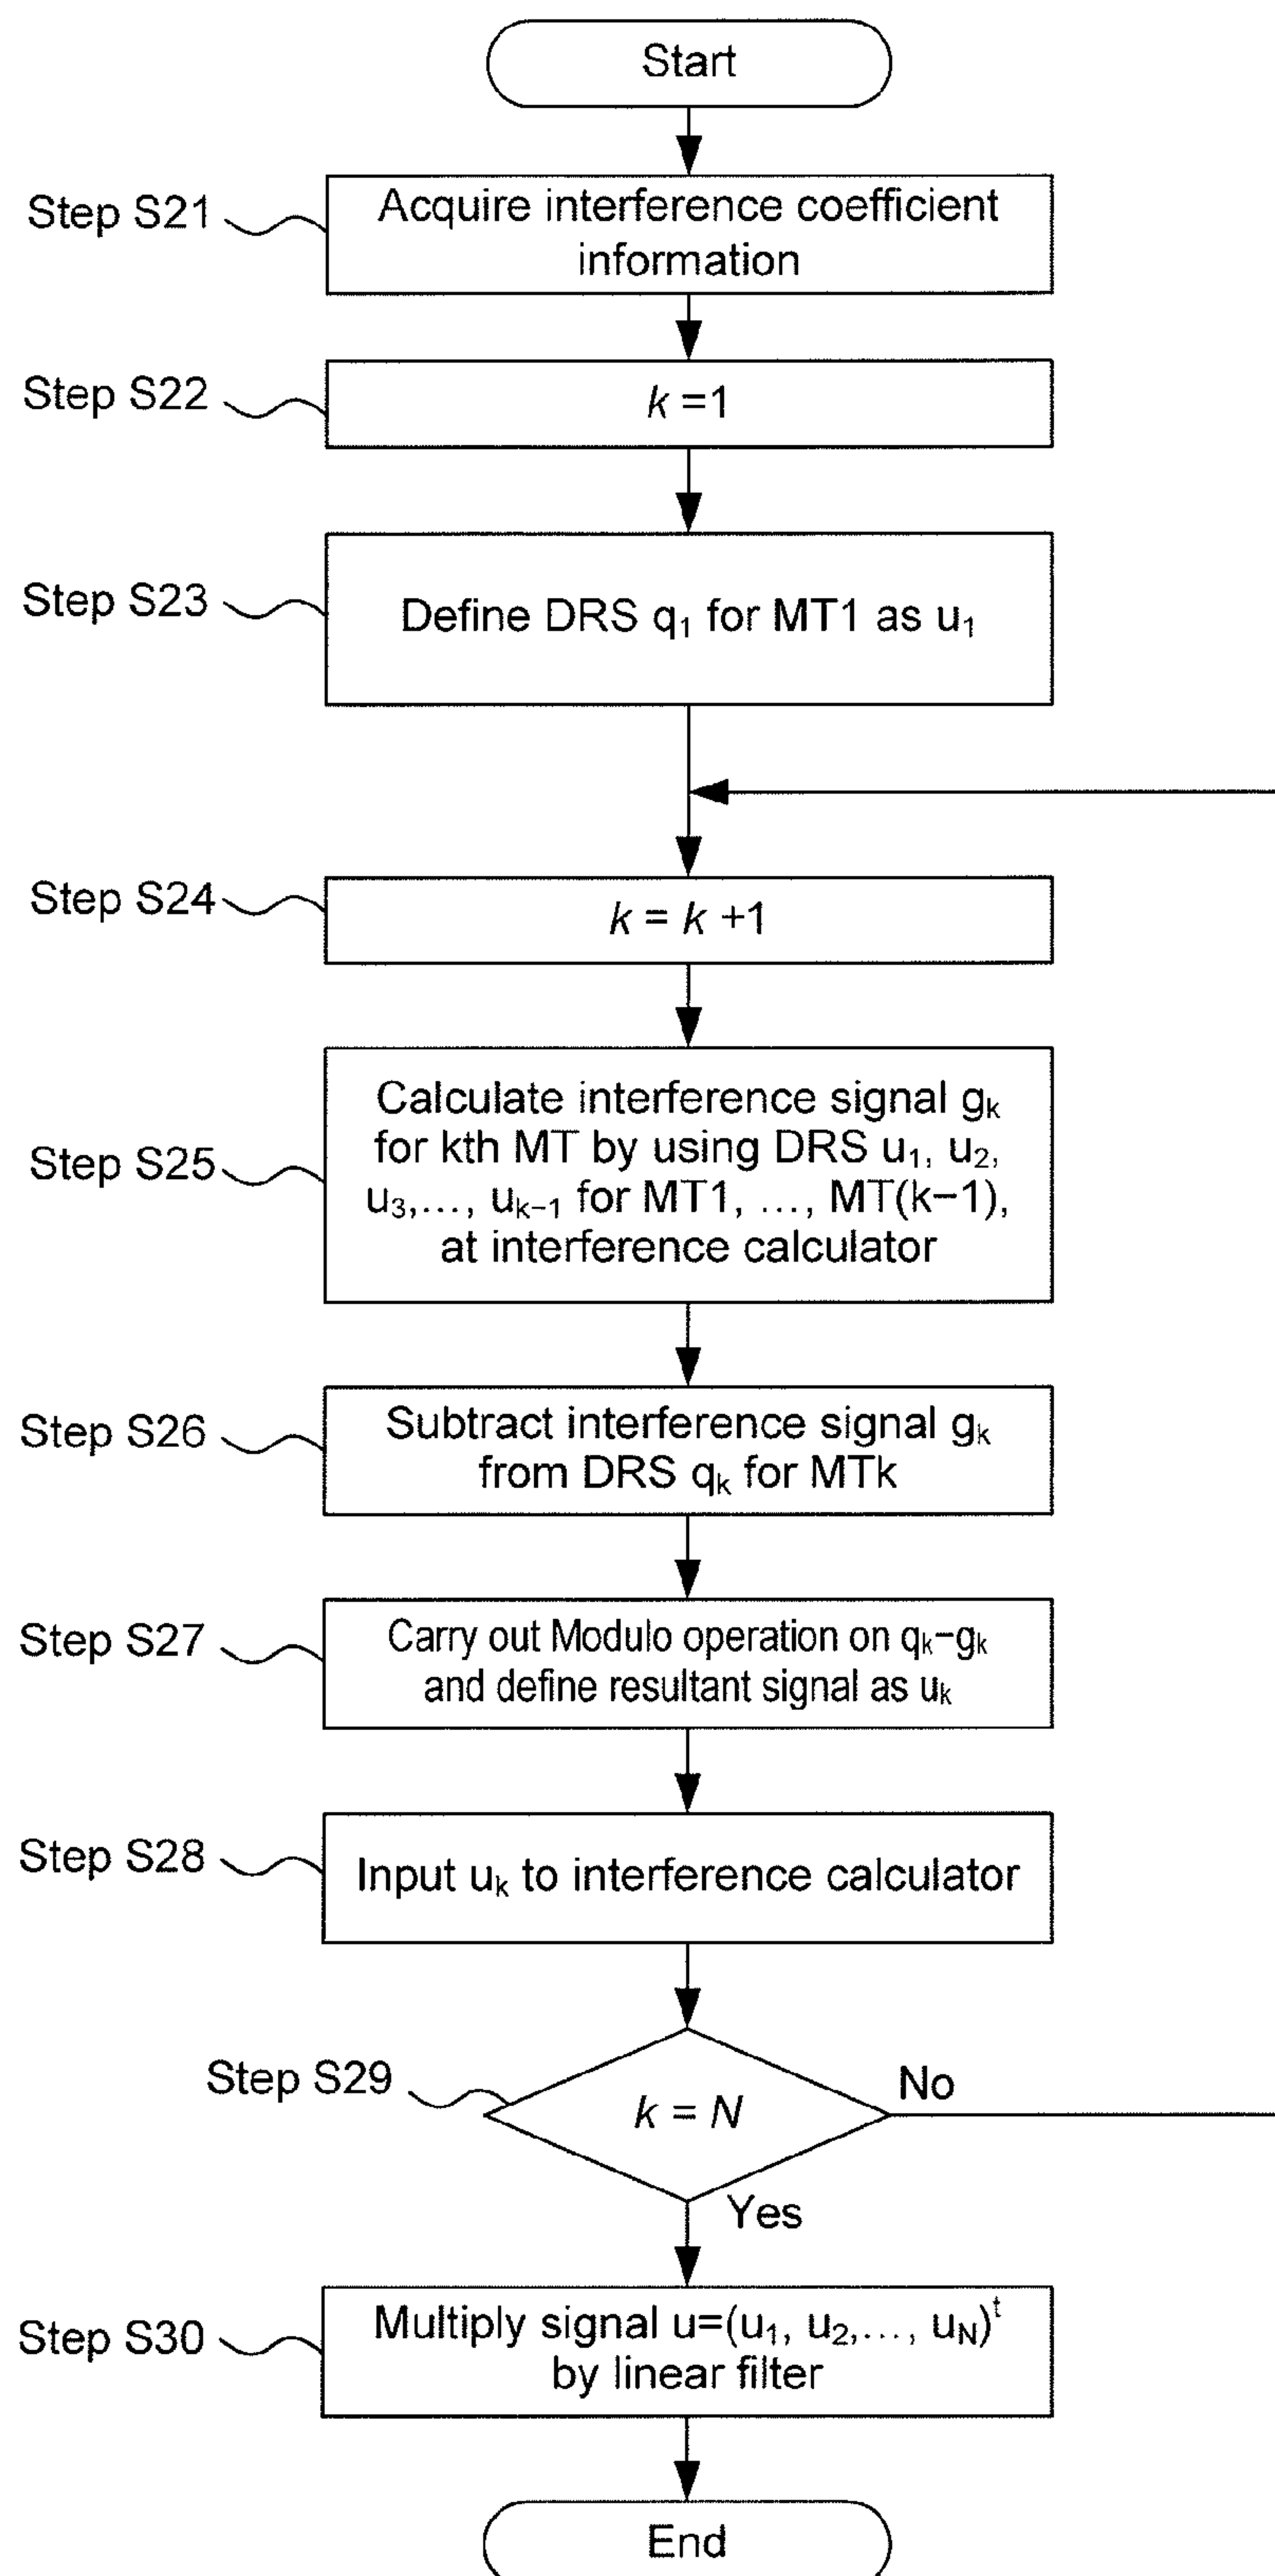 Start
Step S21
Acquire interference coefficient
information
Step S22
k =1
Step S23
Define DRS q₁ for MT1 as u₁
Step S24
k = k +1
Step S25
Calculate interference signal gₖ
for kth MT by using DRS u₁, u₂,
u₃,..., uₖ₋₁ for MT1, ..., MT(k−1),
at interference calculator
Step S26
Subtract interference signal gₖ
from DRS qₖ for MTk
Step S27
Carry out Modulo operation on qₖ−gₖ
and define resultant signal as uₖ
Step S28
Input uₖ to interference calculator
Step S29
k = N
No
Yes
Step S30
Multiply signal u=(u₁, u₂,..., u_N)ᵗ
by linear filter
End